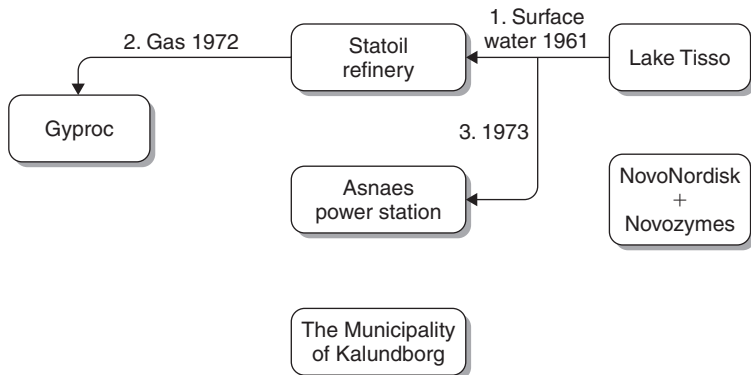 1. Surface
water 1961
2. Gas 1972
Statoil
refinery
Lake Tisso
Gyproc
3. 1973
Asnaes
power station
NovoNordisk
+
Novozymes
The Municipality
of Kalundborg